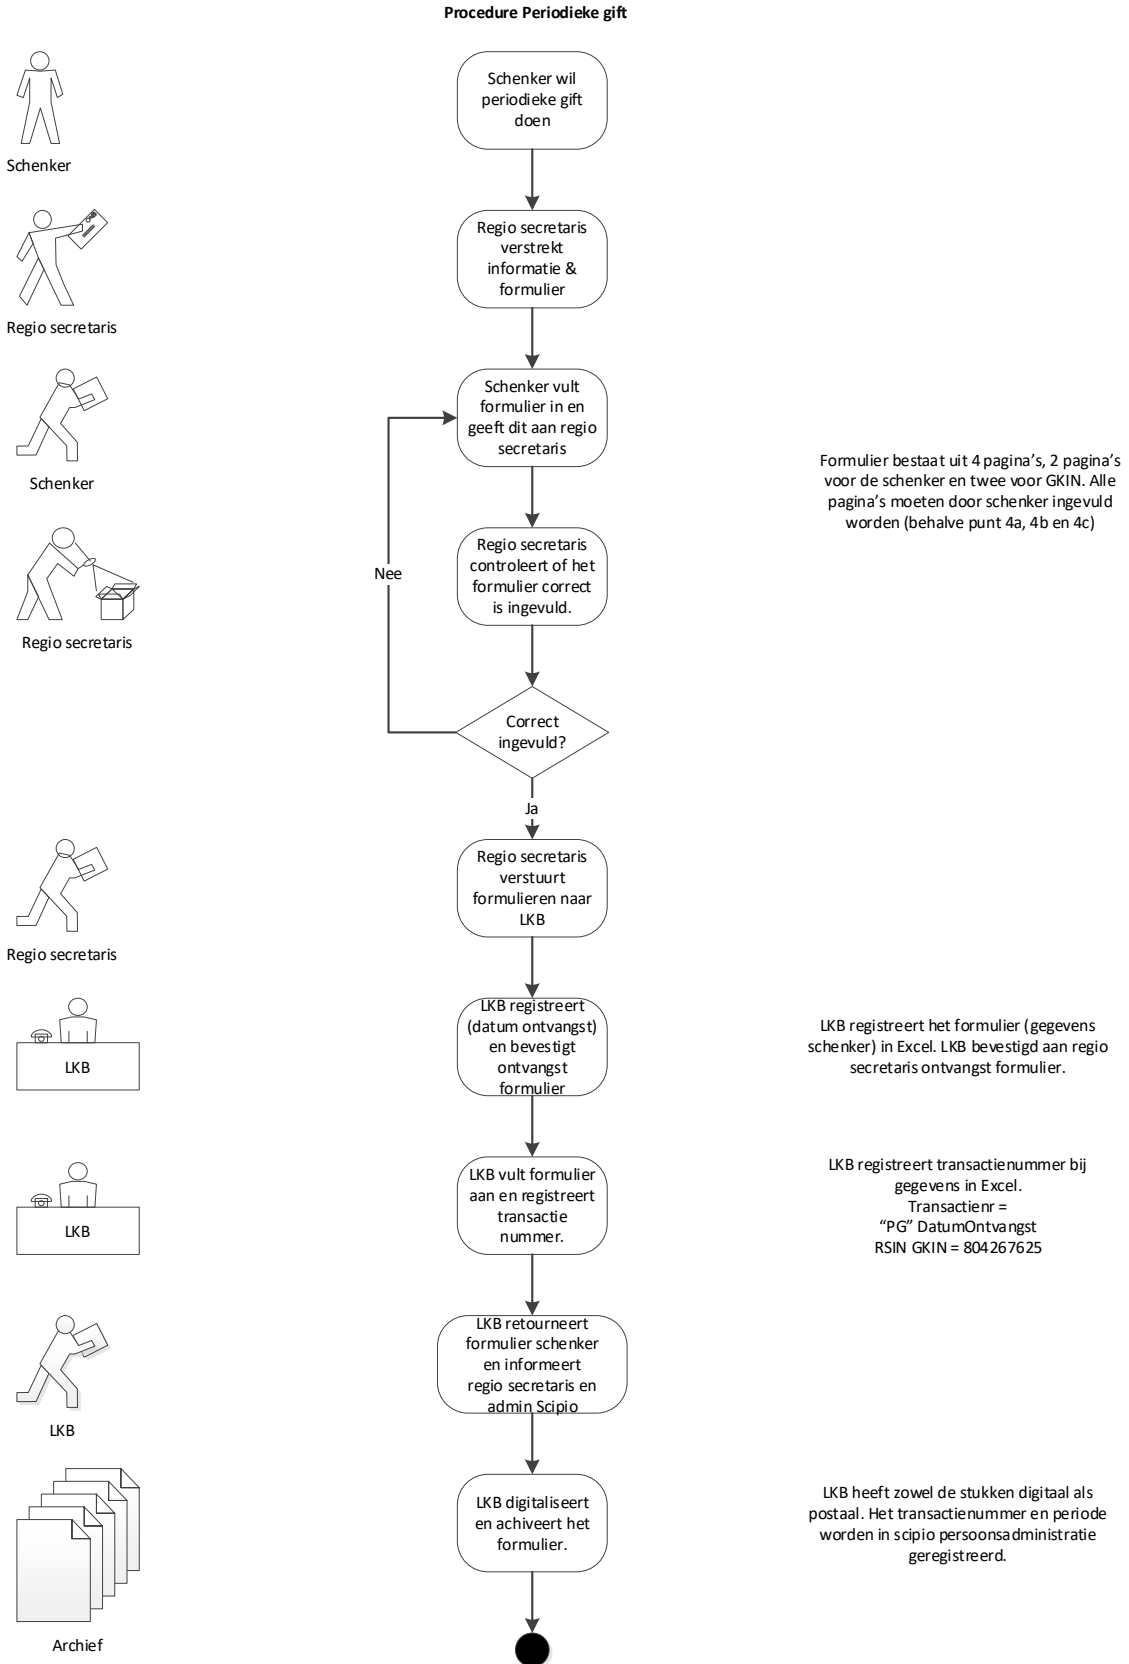 Procedure Periodieke gift
Schenker wil
periodieke gift
doen
Schenker
Regio secretaris
verstrekt
informatie &
formulier
Regio secretaris
Schenker vult
formulier in en
geeft dit aan regio
secretaris
Schenker
Formulier bestaat uit 4 pagina’s, 2 pagina’s
voor de schenker en twee voor GKIN. Alle
pagina’s moeten door schenker ingevuld
worden (behalve punt 4a, 4b en 4c)
Regio secretaris
controleert of het
formulier correct
is ingevuld.
Nee
Regio secretaris
Correct
ingevuld?
Ja
Regio secretaris
verstuurt
formulieren naar
LKB
Regio secretaris
LKB registreert
(datum ontvangst)
en bevestigt
ontvangst
formulier
LKB
LKB registreert het formulier (gegevens
schenker) in Excel. LKB bevestigd aan regio
secretaris ontvangst formulier.
LKB vult formulier
aan en registreert
transactie
nummer.
LKB
LKB registreert transactienummer bij
gegevens in Excel.
Transactienr =
“PG” DatumOntvangst
RSIN GKIN = 804267625
LKB retourneert
formulier schenker
en informeert
regio secretaris en
admin Scipio
LKB
LKB digitaliseert
en achiveert het
formulier.
LKB heeft zowel de stukken digitaal als
postaal. Het transactienummer en periode
worden in scipio persoonsadministratie
geregistreerd.
Archief